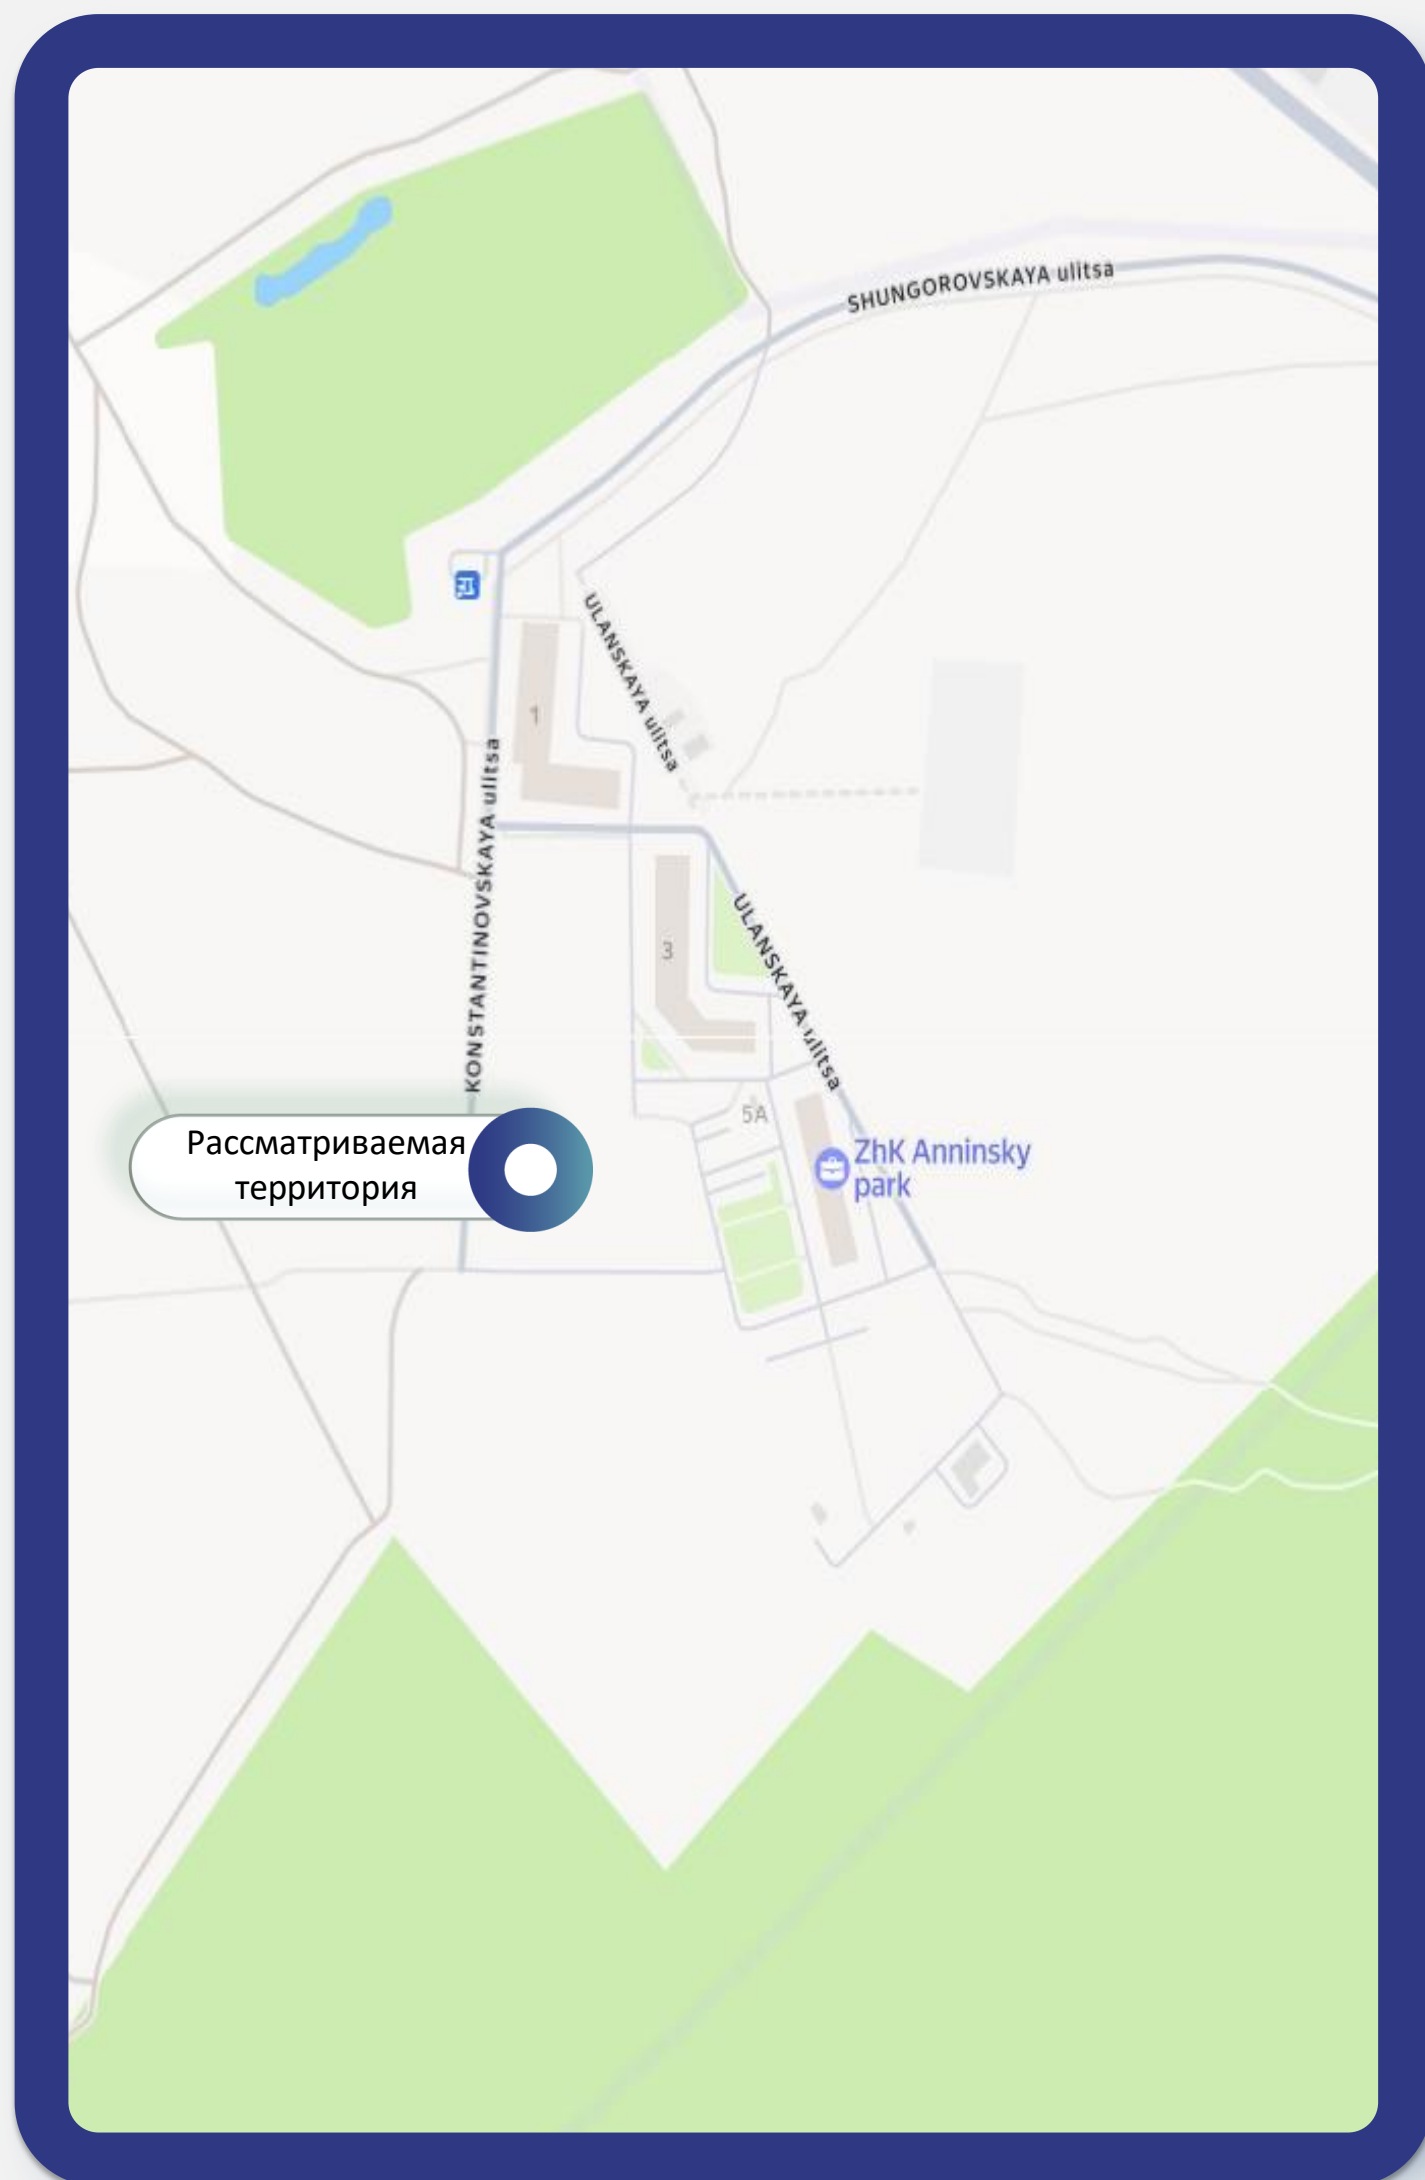 SHUNGOROVSKAYA ulitsa
ULANSKAYA ulitsa
1
KONSTANTINOVSKAYA ulitsa
3
ULANSKAYA ulitsa
5A
Рассматриваемая
территория
ZhK Anninsky
park